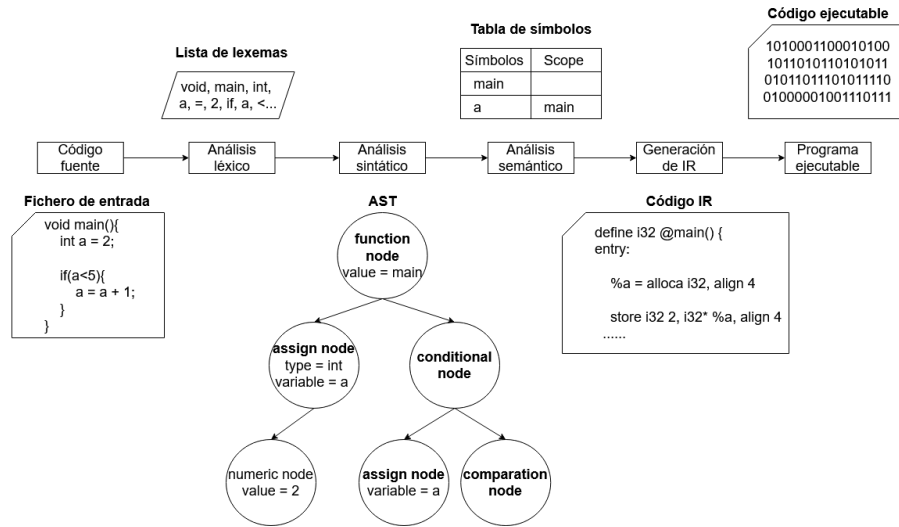 Código ejecutable
1010001100010100
1011010110101011
01011011101011110
01000001001110111
Tabla de símbolos
Símbolos Scope
main
a main
Lista de lexemas
void, main, int,
a, =, 2, if, a, <...
Código
fuente
Análisis
léxico
Análisis
sintático
Análisis
semántico
Generación
de IR
Programa
ejecutable
Fichero de entrada
void main(){
int a = 2;
if(a<5){
a = a + 1;
}
}
AST
function
node
value = main
assign node
type = int
variable = a
conditional
node
numeric node
value = 2
assign node
variable = a
comparation
node
Código IR
define i32 @main() {
entry:
%a = alloca i32, align 4
store i32 2, i32* %a, align 4
......